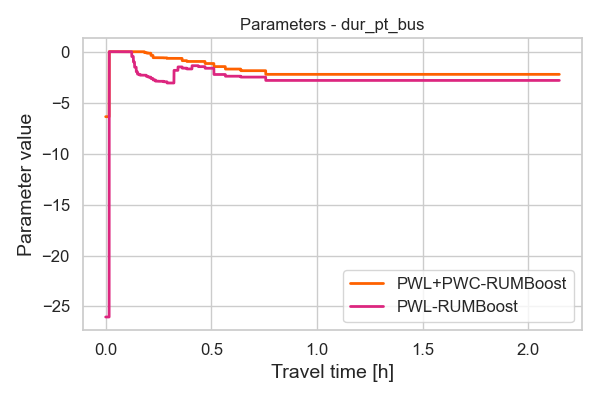 Parameters - dur_pt_bus
0
−5
−10
−15
−20
−25
Parameter value
0.0
0.5
1.0
1.5
2.0
Travel time [h]
PWL+PWC-RUMBoost
PWL-RUMBoost